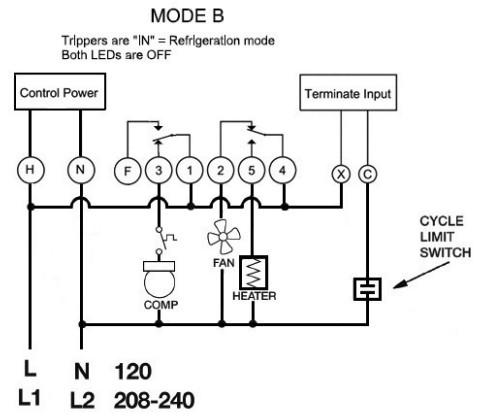 MODE B
Trippers are "IN" = Refrigeration mode
Both LEDs are OFF
Control Power
Terminate Input
H N F 3 1 2 5 4 X C
CYCLE
LIMIT
SWITCH
FAN
HEATER
COMP
L N 120
L1 L2 208-240